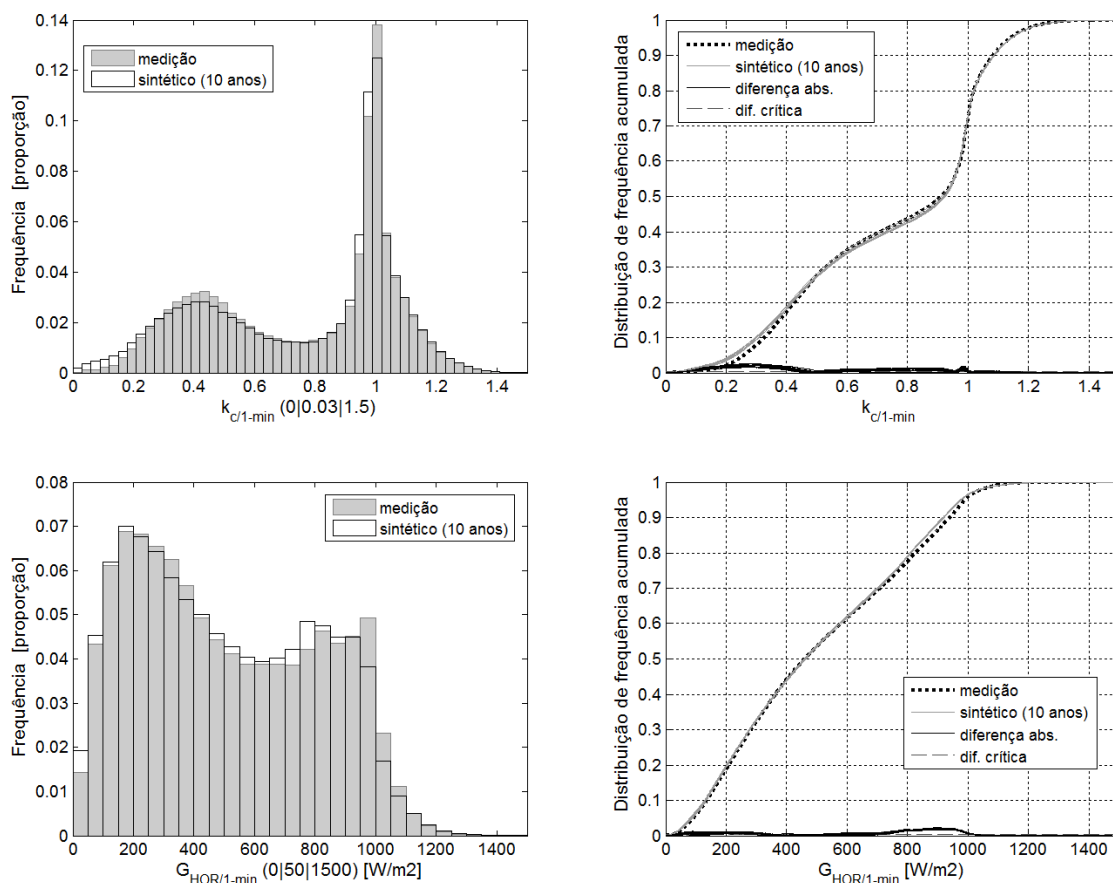 0.14
0.12
0.1
0.08
0.06
0.04
0.02
0
Frequência [proporção]
medição
sintético (10 anos)
0 0.2 0.4 0.6 0.8 1 1.2 1.4
k c/1-min (0|0.03|1.5)
1
0.9
0.8
0.7
0.6
0.5
0.4
0.3
0.2
0.1
0
Distribuição de frequência acumulada
medição
sintético (10 anos)
diferença abs.
dif. crítica
0 0.2 0.4 0.6 0.8 1 1.2 1.4
k c/1-min
0.08
0.07
0.06
0.05
0.04
0.03
0.02
0.01
0
Frequência [proporção]
medição
sintético (10 anos)
0 200 400 600 800 1000 1200 1400
G HOR/1-min (0|50|1500) [W/m2]
1
0.9
0.8
0.7
0.6
0.5
0.4
0.3
0.2
0.1
0
Distribuição de frequência acumulada
medição
sintético (10 anos)
diferença abs.
dif. crítica
0 200 400 600 800 1000 1200 1400
G HOR/1-min [W/m2)